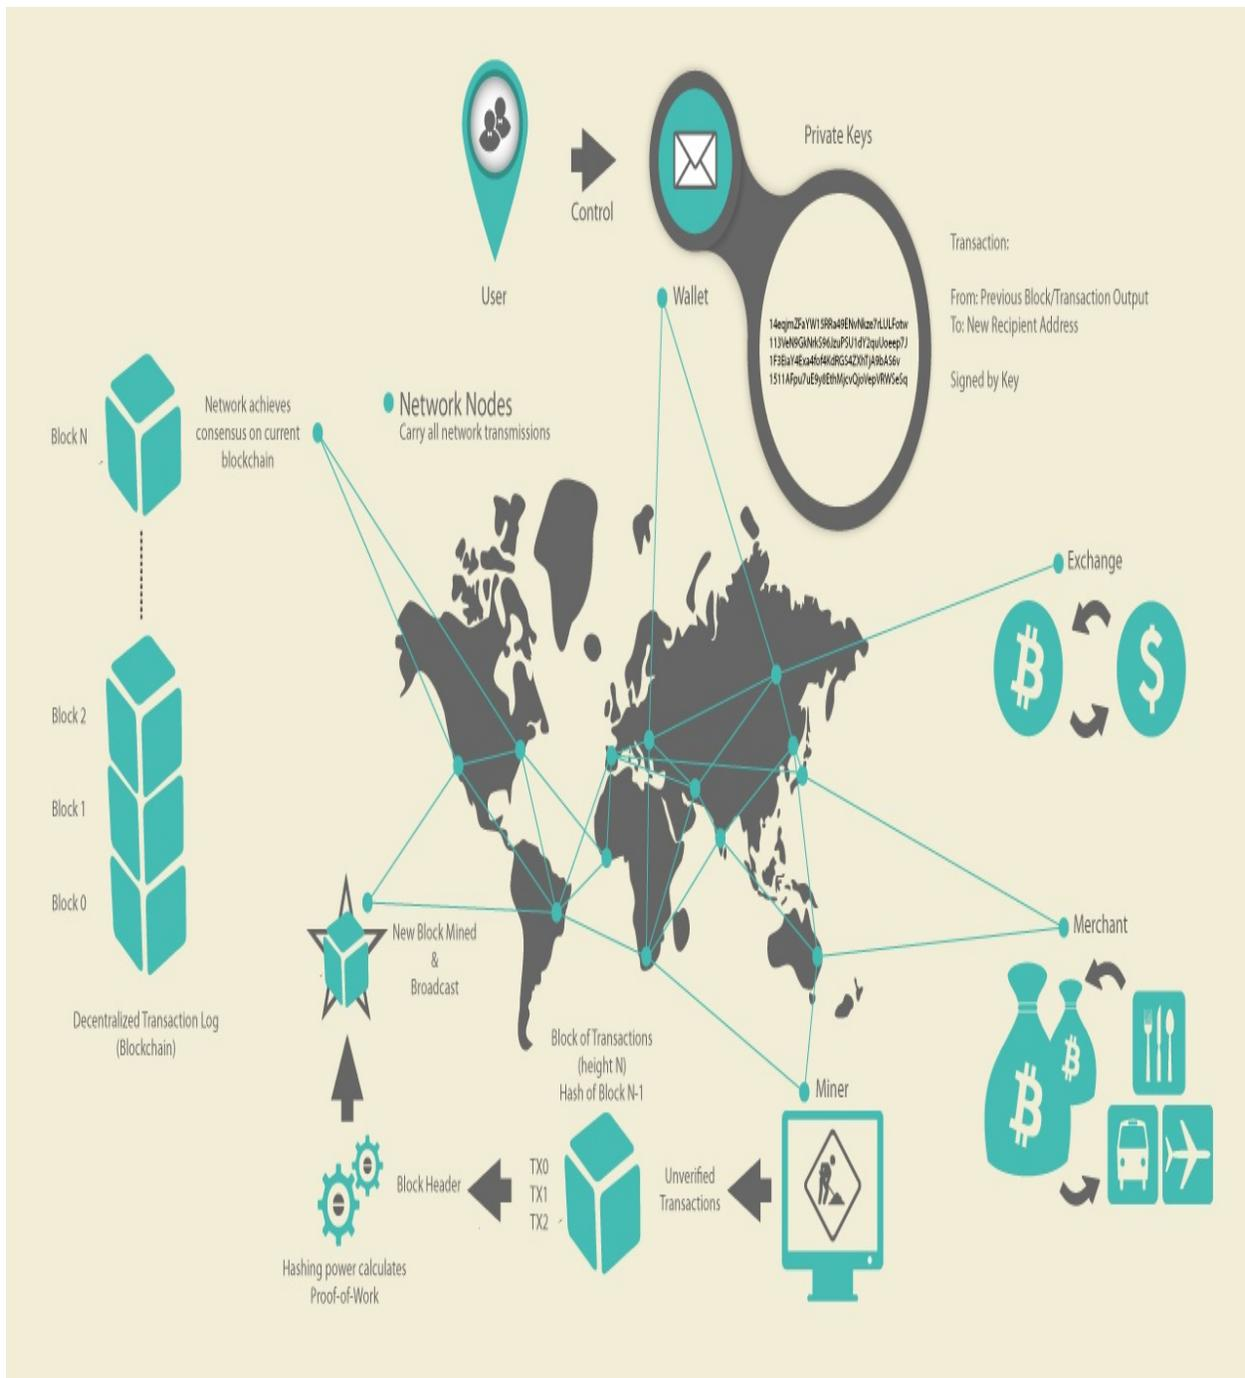 Private Keys
Control
User
Wallet
Transaction:
From: Previous Block/Transaction Output
To: New Recipient Address
Signed by Key
Network Nodes
Carry all network transmissions
Network achieves
consensus on current
blockchain
Block N
Block 2
Block 1
Block 0
Decentralized Transaction Log
(Blockchain)
Exchange
Merchant
New Block Mined
&
Broadcast
Block of Transactions
(height N)
Hash of Block N-1
Miner
Unverified
Transactions
TX0
TX1
TX2
Block Header
Hashing power calculates
Proof-of-Work